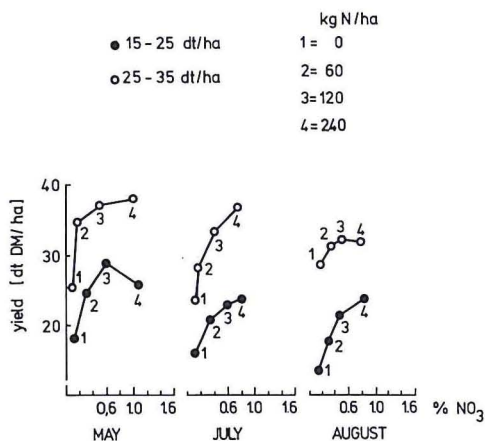 kg N/ha
15-25 dt/ha 1= 0
25-35 dt/ha 2= 60
3= 120
4= 240
yield [dt DM/ha]
40
30
20
1 2 3 4
1 2 3 4
1 2 3 4
1 2 3 4
1 2 3 4
1 2 3 4
0,6 1.0 1.6 0.6 1.0 1.6 0.6 1.0 1.6 % NO3
MAY JULY AUGUST